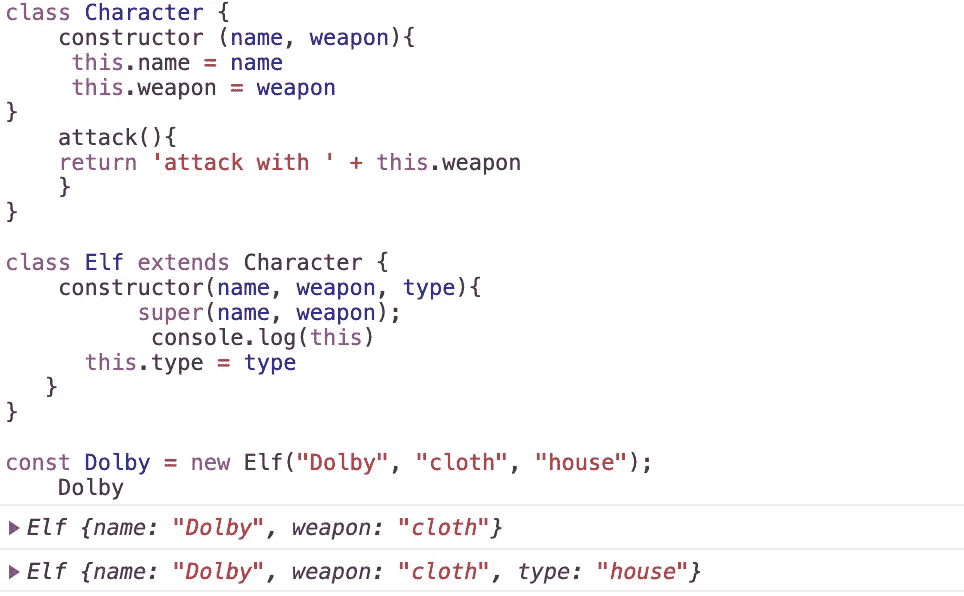 class Character {
    constructor (name, weapon){
     this.name = name
     this.weapon = weapon
}
    attack(){
    return 'attack with ' + this.weapon
    }
}
class Elf extends Character {
    constructor(name, weapon, type){
          super(name, weapon);
           console.log(this)
      this.type = type
   }
}
const Dolby = new Elf("Dolby", "cloth", "house");
    Dolby
Elf {name: "Dolby", weapon: "cloth"}
Elf {name: "Dolby", weapon: "cloth", type: "house"}